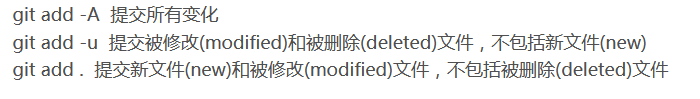 git add -A  提交所有变化
git add -u  提交被修改(modified)和被删除(deleted)文件，不包括新文件(new)
git add .  提交新文件(new)和被修改(modified)文件，不包括被删除(deleted)文件